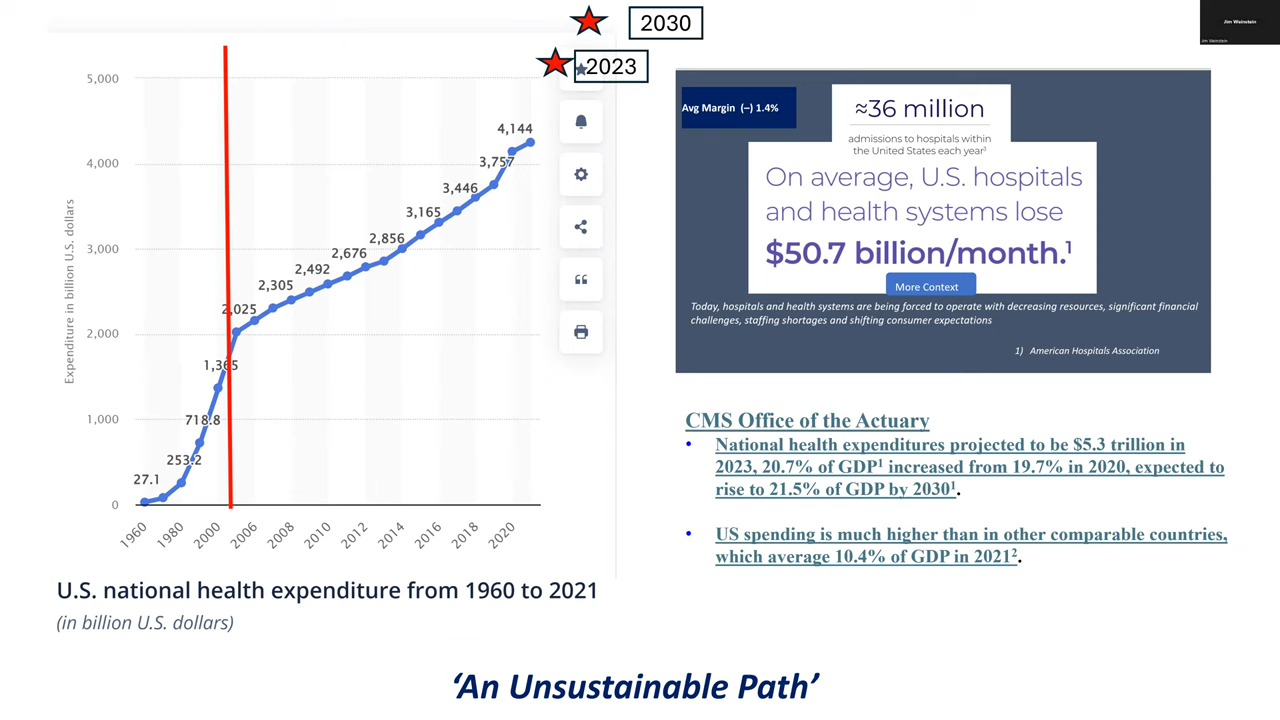 2030
2023
Jim Weinstein
Jim Weinstein
5,000
4,000
3,000
2,000
1,000
0
Expenditure in billion U.S. dollars
27.1
253.2
718.8
1,365
2,025
2,305
2,492
2,676
2,856
3,165
3,446
3,757
4,144
1960
1980
2000
2006
2008
2010
2012
2014
2016
2018
2020
U.S. national health expenditure from 1960 to 2021
(in billion U.S. dollars)
Avg Margin (–) 1.4%
≈36 million
admissions to hospitals within
the United States each year¹
On average, U.S. hospitals
and health systems lose
$50.7 billion/month.¹
More Context
Today, hospitals and health systems are being forced to operate with decreasing resources, significant financial
challenges, staffing shortages and shifting consumer expectations
1) American Hospitals Association
CMS Office of the Actuary
• National health expenditures projected to be $5.3 trillion in
2023, 20.7% of GDP¹ increased from 19.7% in 2020, expected to
rise to 21.5% of GDP by 2030¹.
• US spending is much higher than in other comparable countries,
which average 10.4% of GDP in 2021².
‘An Unsustainable Path’